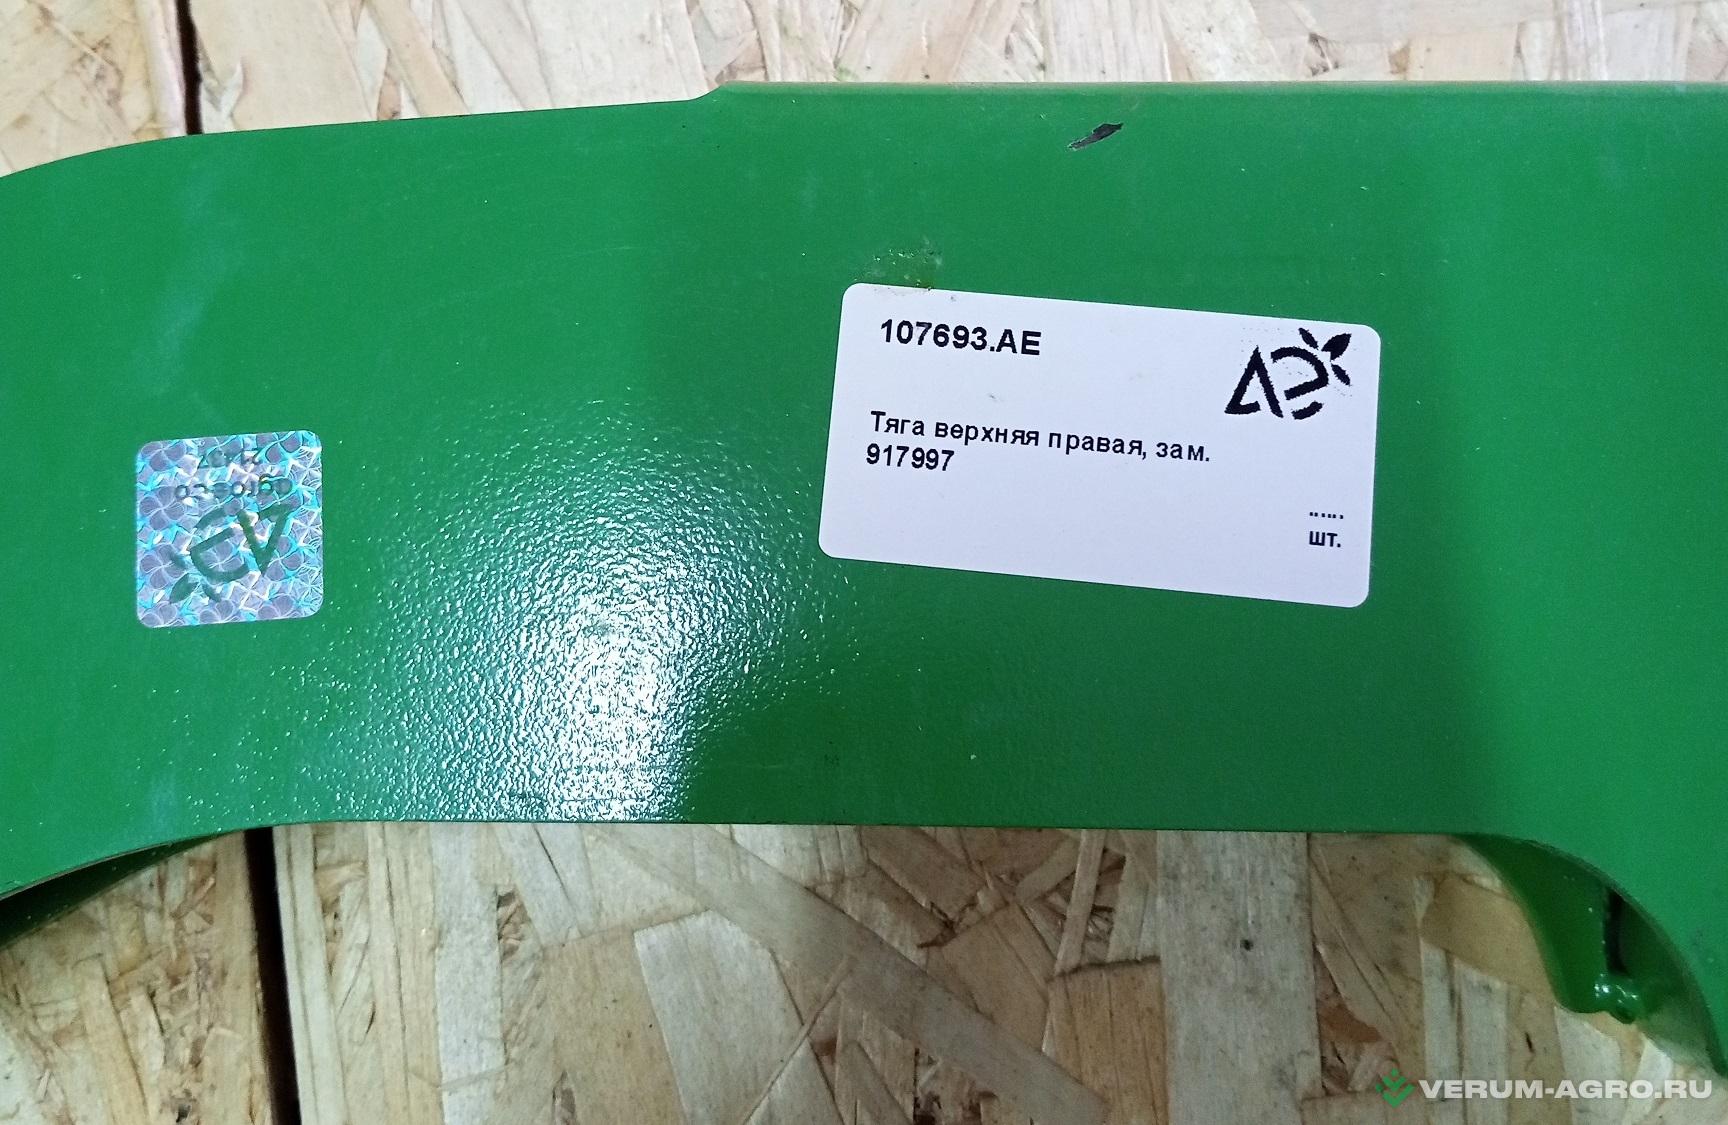 107693.AE
Тяга верхняя правая, зам.
917997
......
шт.
VERUM-AGRO.RU